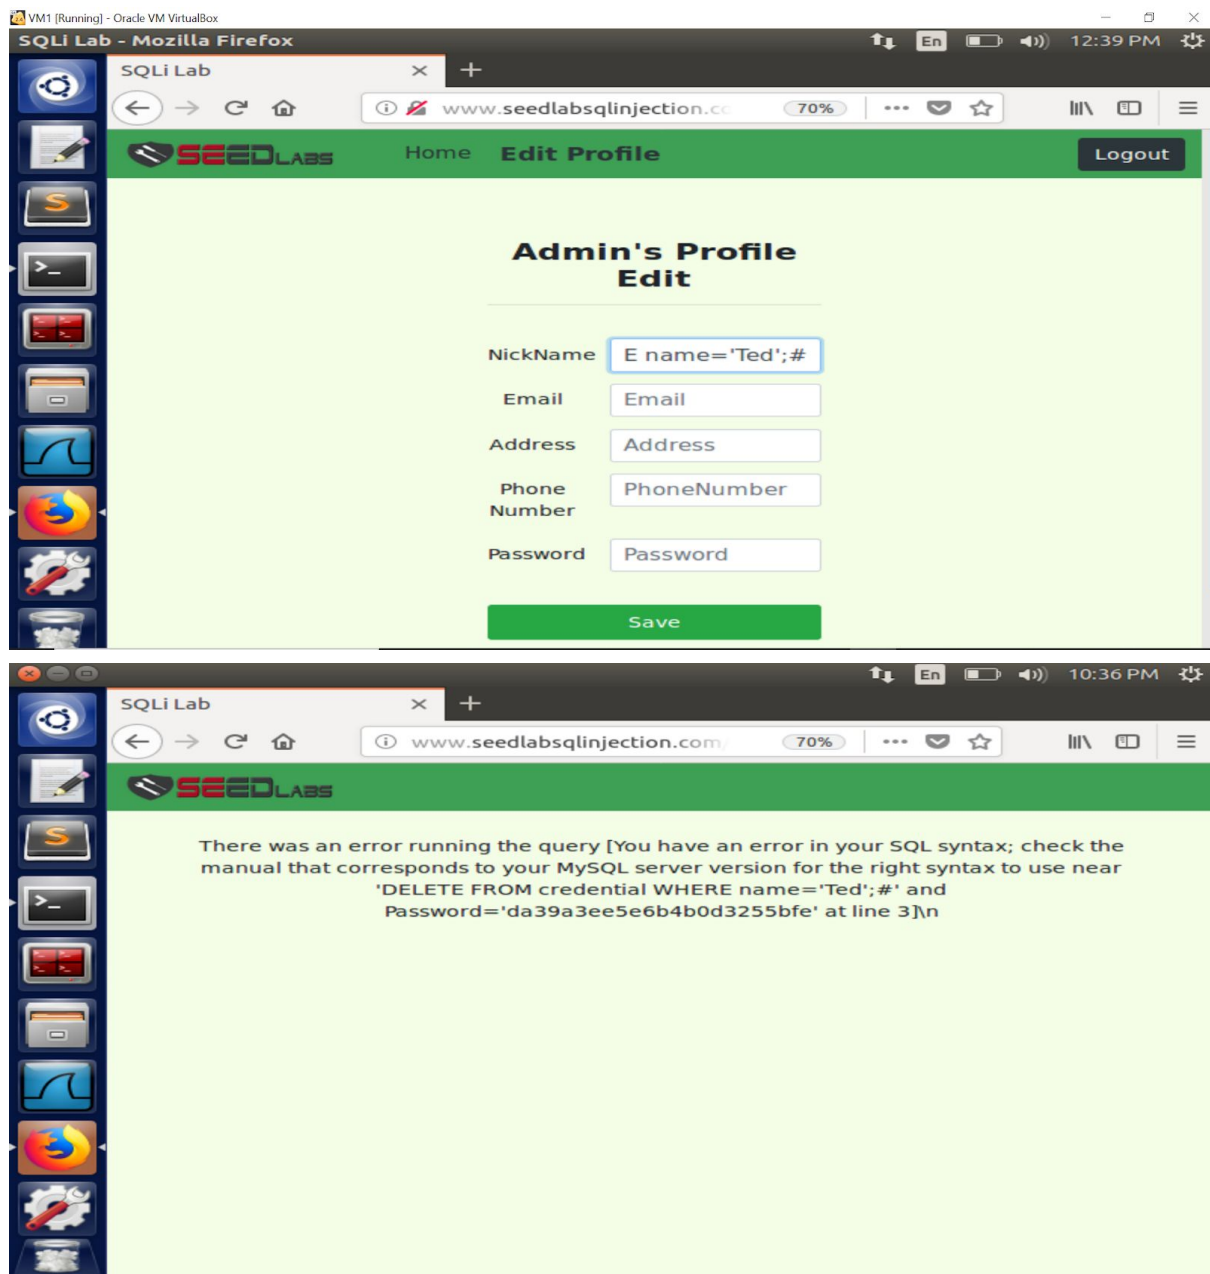 VM1 [Running] - Oracle VM VirtualBox
SQLi Lab - Mozilla Firefox En 12:39 PM
SQLi Lab
www.seedlabsqlinjection.co 70%
SEEDLABS Home Edit Profile Logout
Admin's Profile
Edit
NickName E name='Ted';#
Email Email
Address Address
Phone
Number PhoneNumber
Password Password
Save
En 10:36 PM
SQLi Lab
www.seedlabsqlinjection.com/ 70%
SEEDLABS
There was an error running the query [You have an error in your SQL syntax; check the
manual that corresponds to your MySQL server version for the right syntax to use near
'DELETE FROM credential WHERE name='Ted';#' and
Password='da39a3ee5e6b4b0d3255bfe' at line 3]\n